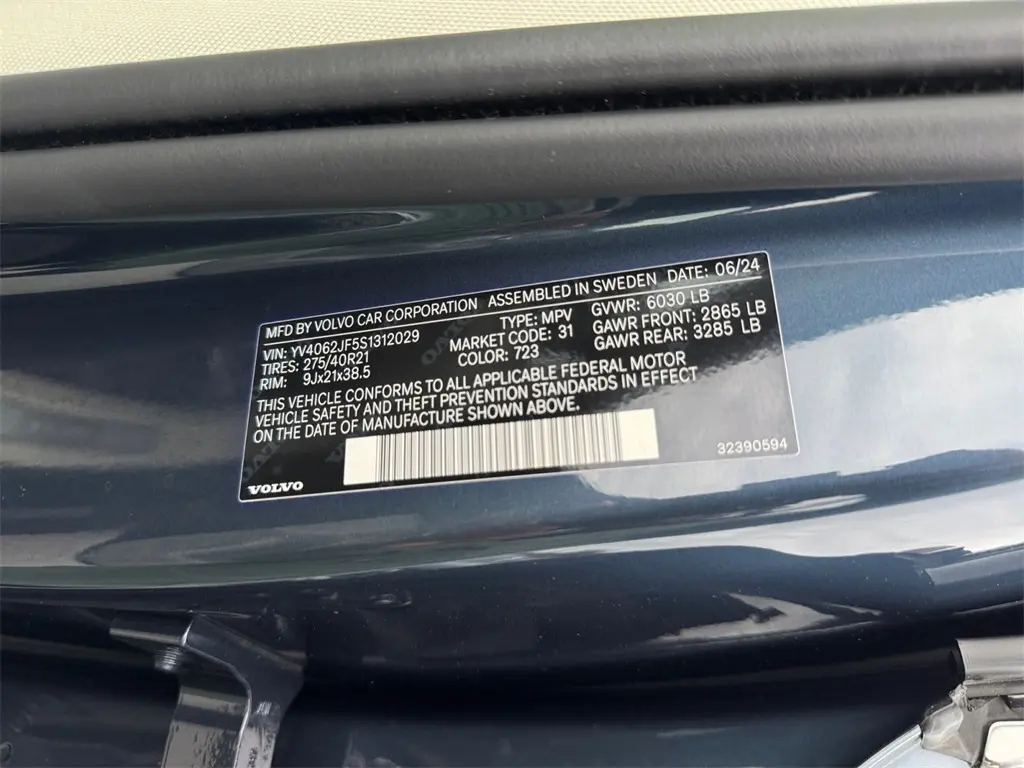 MFD BY VOLVO CAR CORPORATION ASSEMBLED IN SWEDEN DATE: 06/24
VIN: YV4062JF5S1312029 TYPE: MPV GVWR: 6030 LB
TIRES: 275/40R21 MARKET CODE: 31 GAWR FRONT: 2865 LB
RIM: 9Jx21x38.5 COLOR: 723 GAWR REAR: 3285 LB
THIS VEHICLE CONFORMS TO ALL APPLICABLE FEDERAL MOTOR
VEHICLE SAFETY AND THEFT PREVENTION STANDARDS IN EFFECT
ON THE DATE OF MANUFACTURE SHOWN ABOVE.
VOLVO 32390594